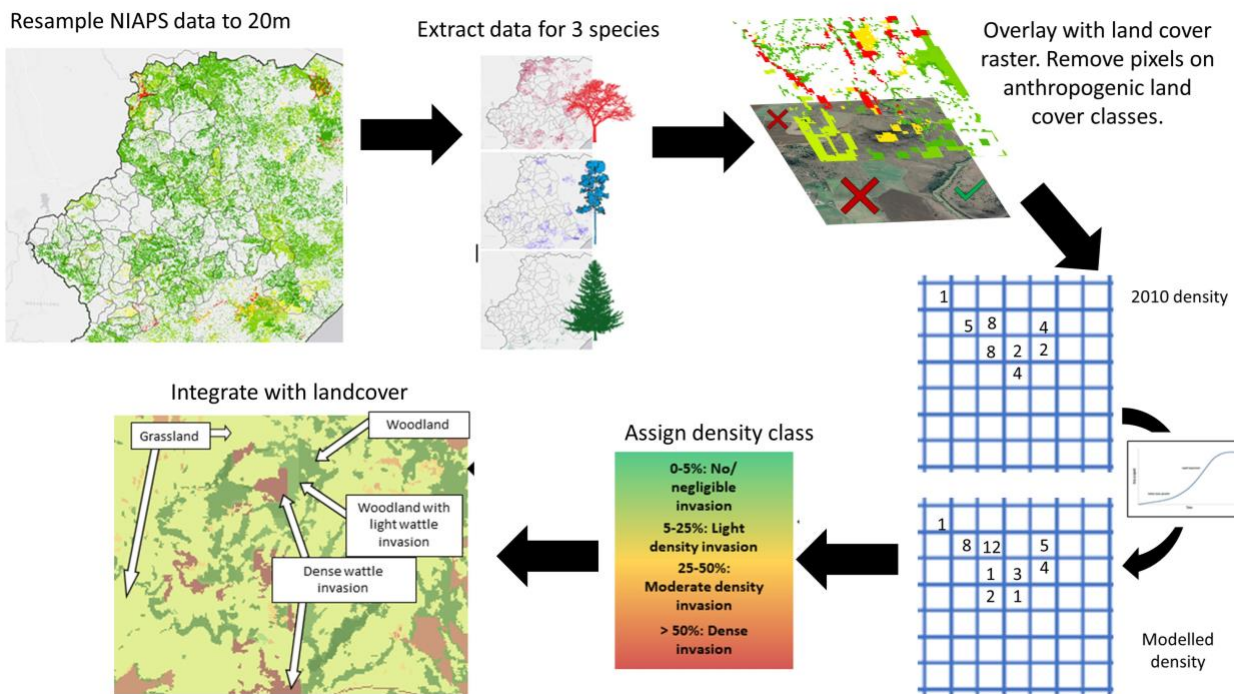 Resample NIAPS data to 20m
Extract data for 3 species
Overlay with land cover
raster. Remove pixels on
anthropogenic land
cover classes.
2010 density
1
5 8 4
8 2 2
4
Modelled
density
1
8 12 5
1 3 4
2 1
Assign density class
0-5%: No/
negligible
invasion
5-25%: Light
density invasion
25-50%:
Moderate density
invasion
> 50%: Dense
invasion
Integrate with landcover
Grassland
Woodland
Woodland with
light wattle
invasion
Dense wattle
invasion